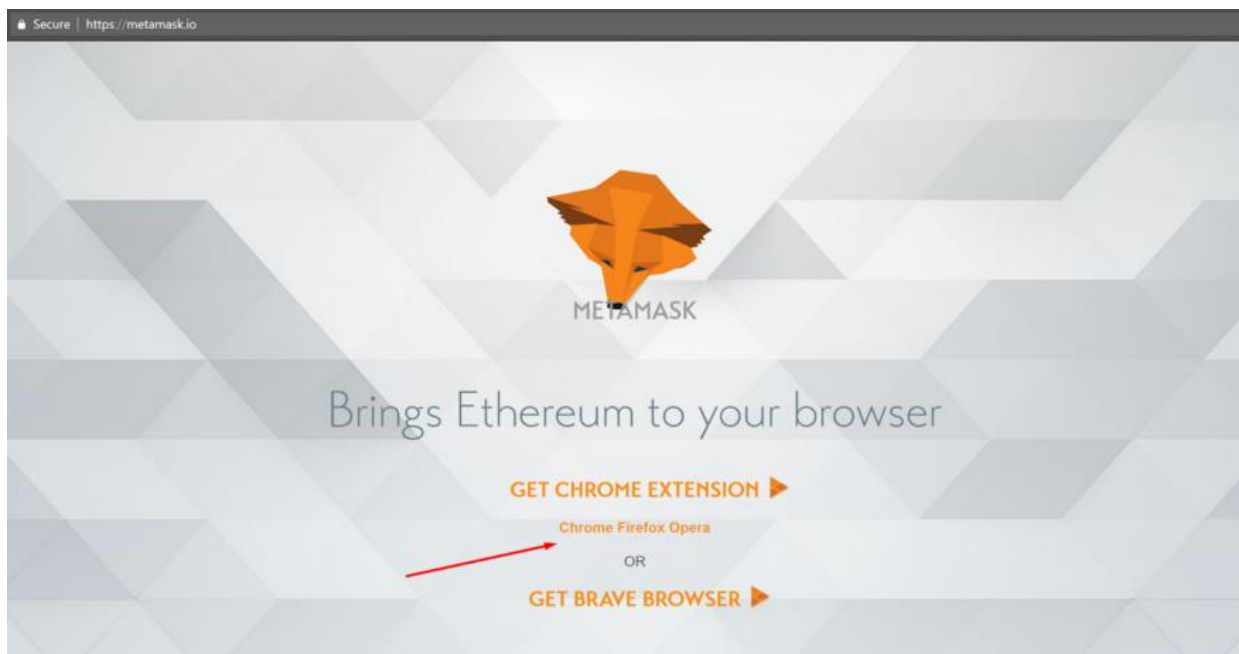 Secure | https://metamask.io
METAMASK
Brings Ethereum to your browser
GET CHROME EXTENSION
Chrome Firefox Opera
OR
GET BRAVE BROWSER